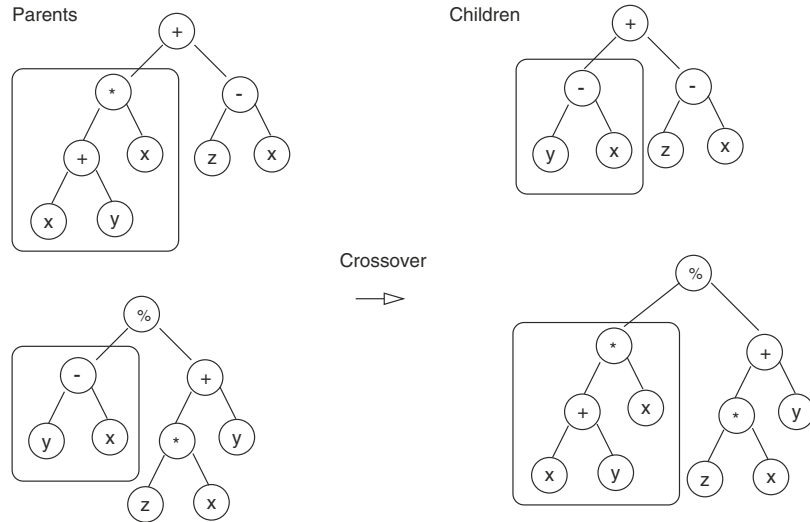 Parents
Children
+
* -
+ x z x
x y
+
- -
y x z x
Crossover
%
- +
y x * y
z x
%
* +
+ x * y
x y z x